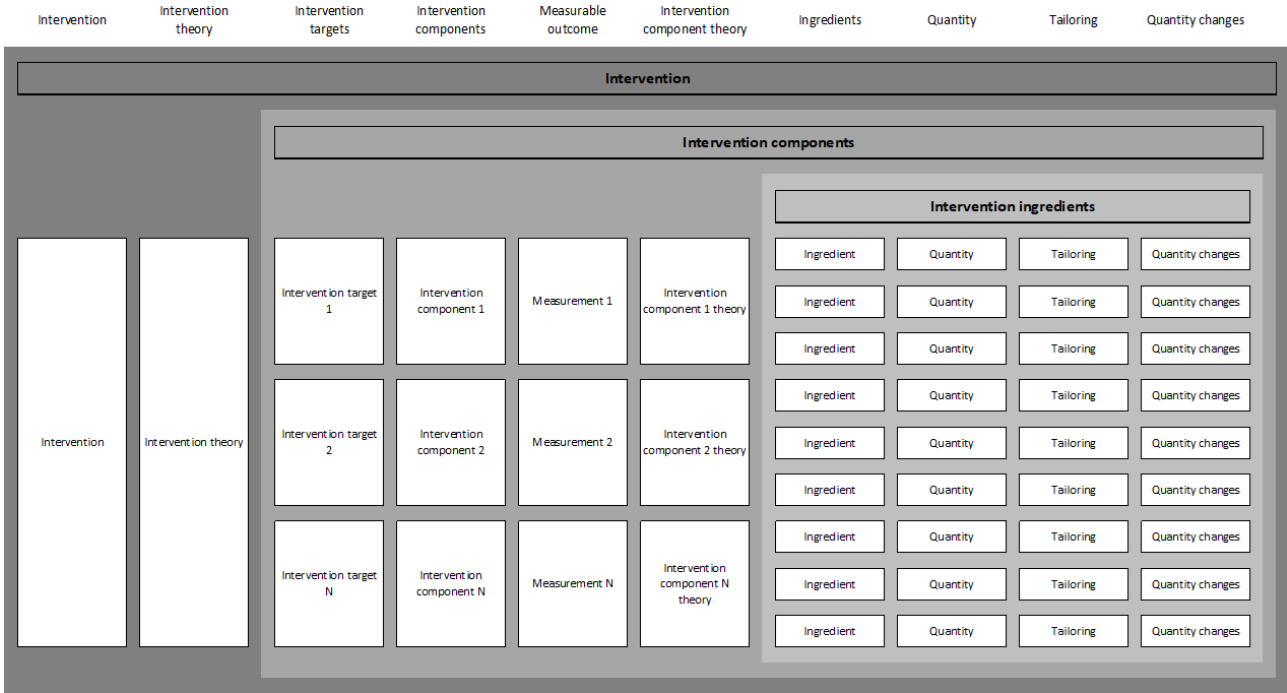 Intervention
Intervention
theory
Intervention
targets
Intervention
components
Measurable
outcome
Intervention
component theory
Ingredients
Quantity
Tailoring
Quantity changes
Intervention
Intervention components
Intervention ingredients
Intervention
Intervention theory
Intervention target
1
Intervention
component 1
Measurement 1
Intervention
component 1 theory
Ingredient
Quantity
Tailoring
Quantity changes
Ingredient
Quantity
Tailoring
Quantity changes
Ingredient
Quantity
Tailoring
Quantity changes
Intervention target
2
Intervention
component 2
Measurement 2
Intervention
component 2 theory
Ingredient
Quantity
Tailoring
Quantity changes
Ingredient
Quantity
Tailoring
Quantity changes
Ingredient
Quantity
Tailoring
Quantity changes
Intervention target
N
Intervention
component N
Measurement N
Intervention
component N
theory
Ingredient
Quantity
Tailoring
Quantity changes
Ingredient
Quantity
Tailoring
Quantity changes
Ingredient
Quantity
Tailoring
Quantity changes